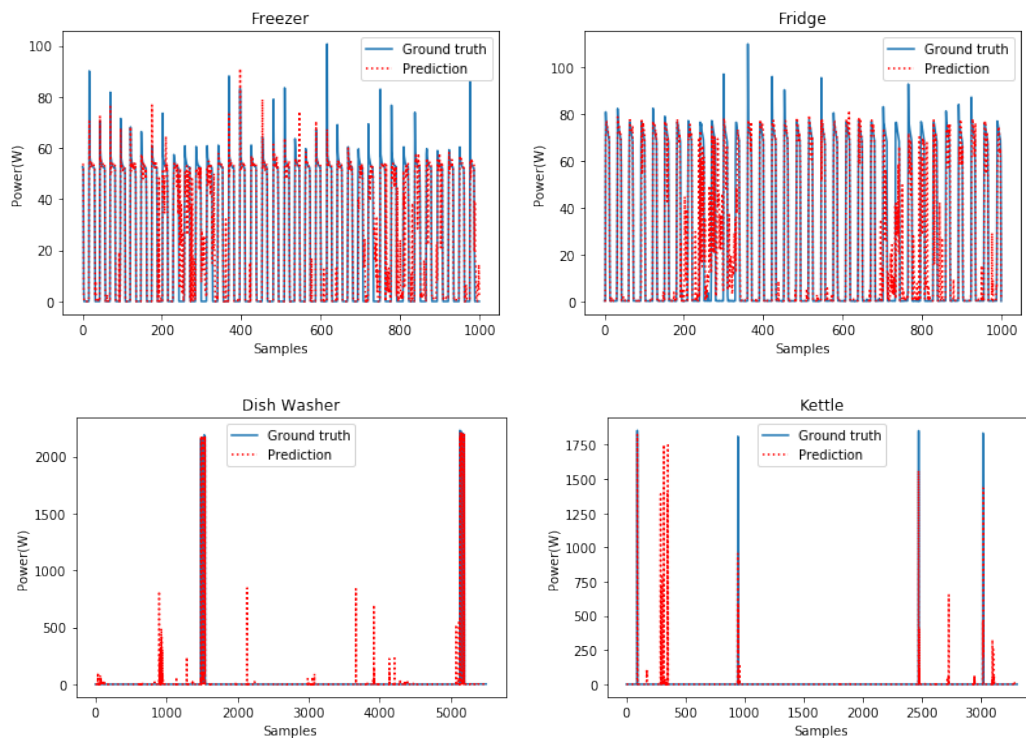 Freezer
Ground truth
Prediction
Power(W)
100
80
60
40
20
0
0 200 400 600 800 1000
Samples
Fridge
Ground truth
Prediction
Power(W)
100
80
60
40
20
0
0 200 400 600 800 1000
Samples
Dish Washer
Ground truth
Prediction
Power(W)
2000
1500
1000
500
0
0 1000 2000 3000 4000 5000
Samples
Kettle
Ground truth
Prediction
Power(W)
1750
1500
1250
1000
750
500
250
0
0 500 1000 1500 2000 2500 3000
Samples